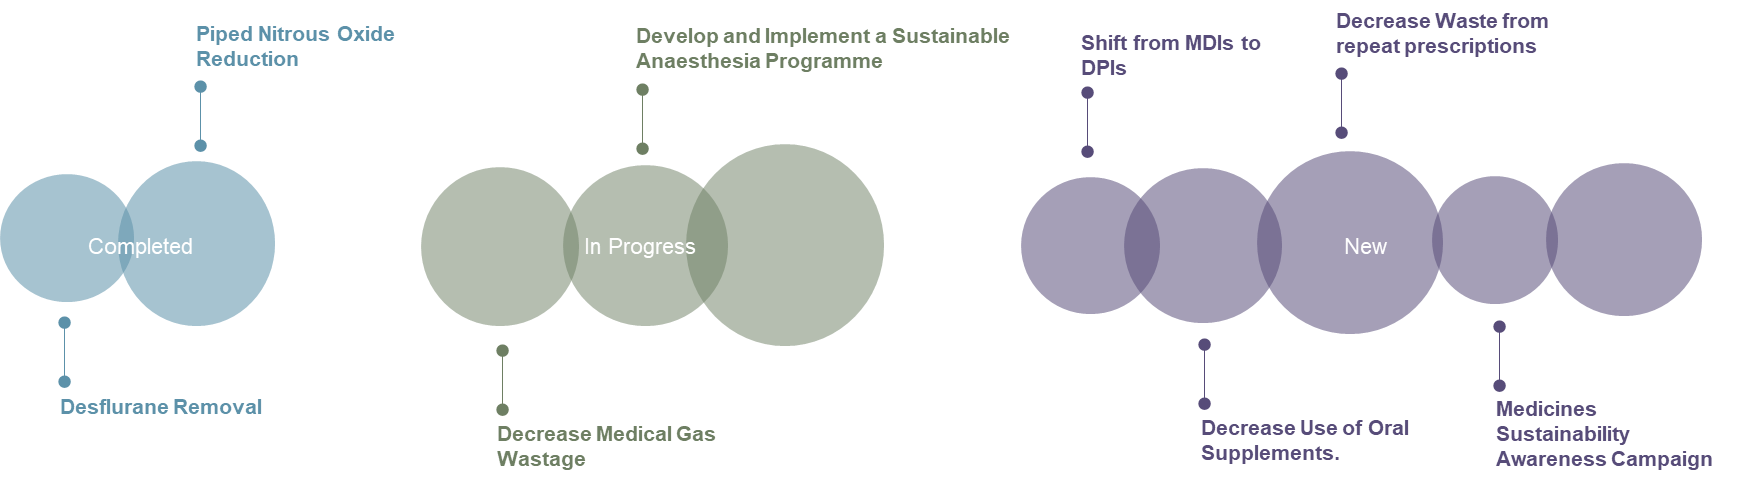 Piped Nitrous Oxide
Reduction
Completed
Desflurane Removal
Develop and Implement a Sustainable
Anaesthesia Programme
In Progress
Decrease Medical Gas
Wastage
Shift from MDIs to
DPIs
Decrease Waste from
repeat prescriptions
New
Decrease Use of Oral
Supplements.
Medicines
Sustainability
Awareness Campaign